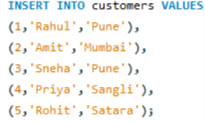 INSERT INTO customers VALUES
(1,'Rahul','Pune'),
(2,'Amit','Mumbai'),
(3,'Sneha','Pune'),
(4,'Priya','Sangli'),
(5,'Rohit','Satara');